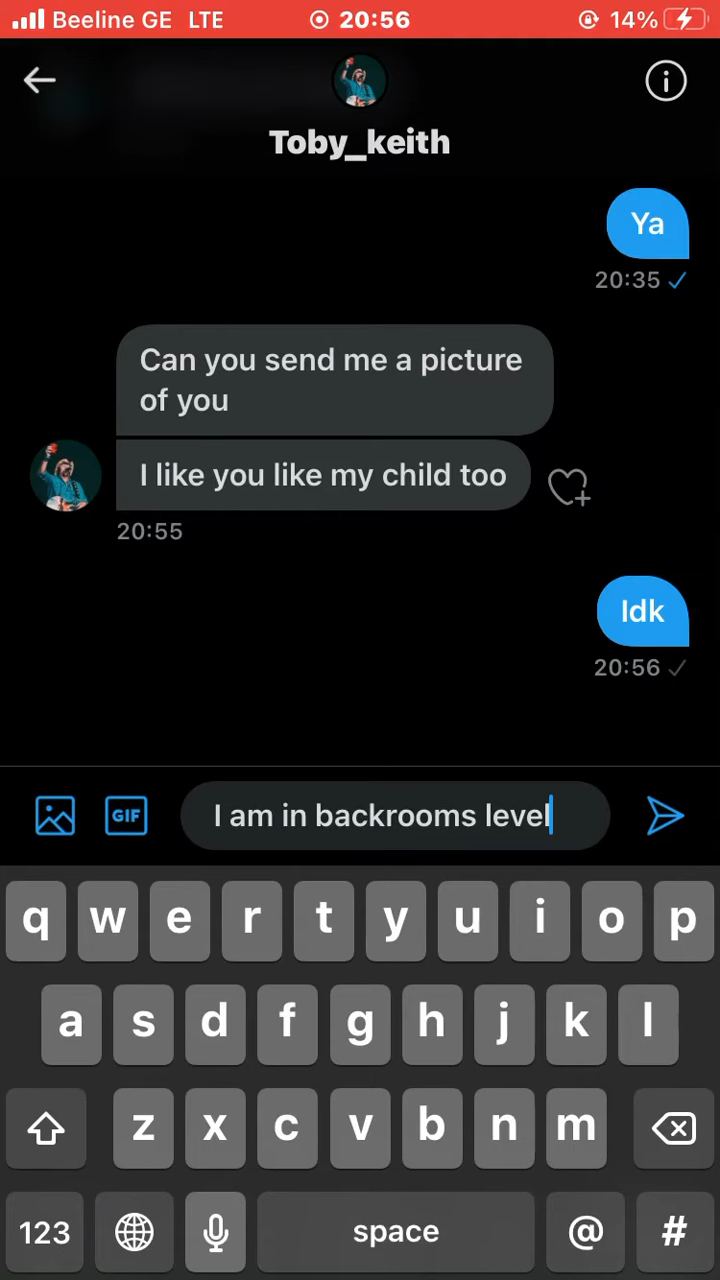 Beeline GE LTE 20:56 14%
Toby_keith
Ya
20:35
Can you send me a picture
of you
I like you like my child too
20:55
Idk
20:56
GIF I am in backrooms level
q w e r t y u i o p
a s d f g h j k l
z x c v b n m
123 space @ #